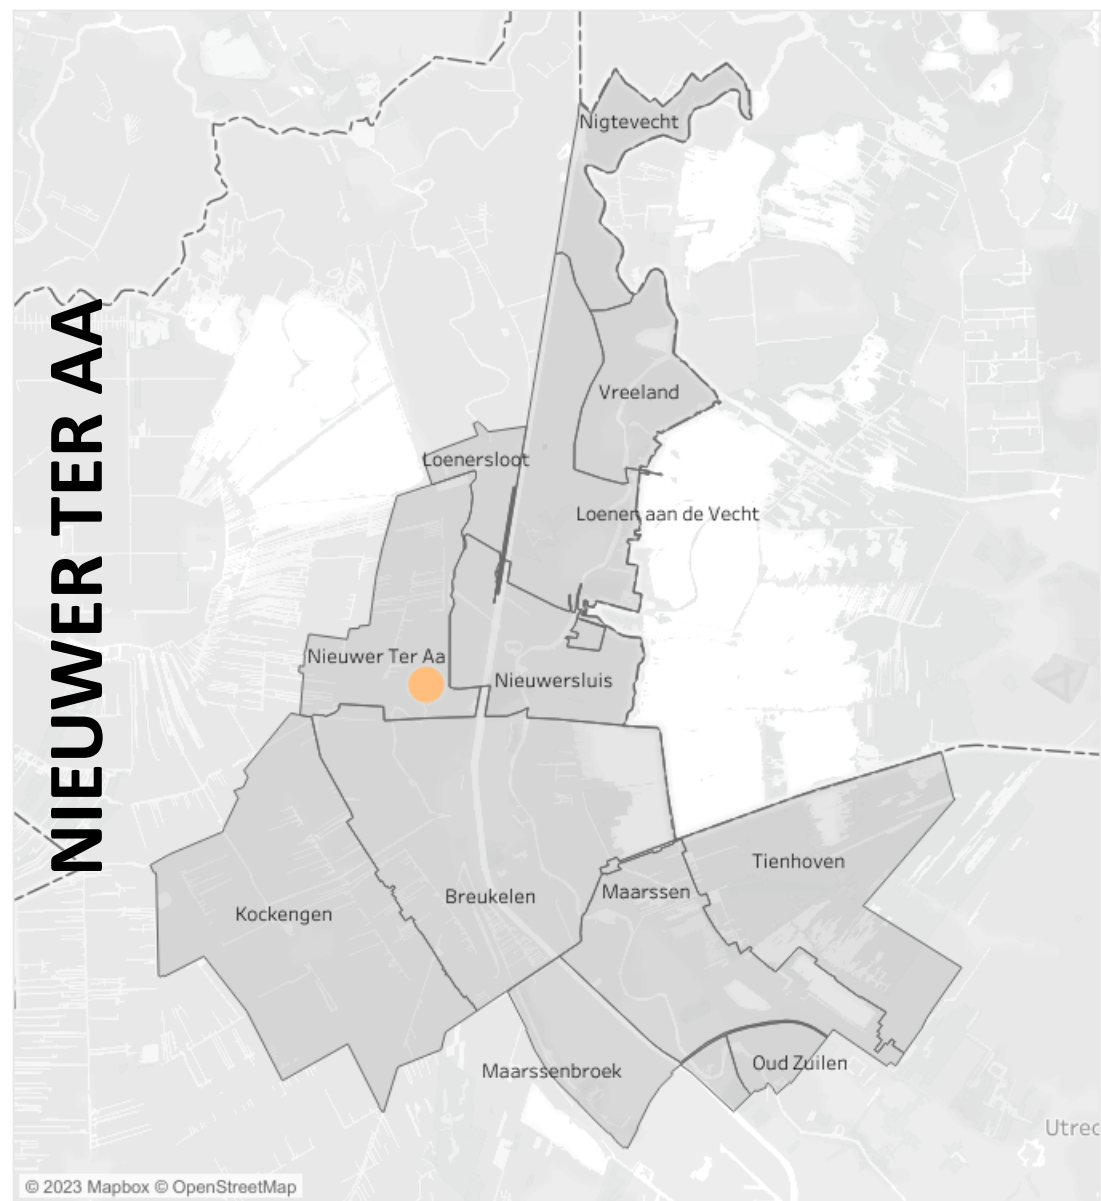 NIEUWER TER AA
Nigtevecht
Vreeland
Loenersloot
Loenen aan de Vecht
Nieuwer Ter Aa
Nieuwersluis
Tienhoven
Maarssen
Breukelen
Kockengen
Oud Zuilen
Maarssenbroek
Utrec
© 2023 Mapbox © OpenStreetMap